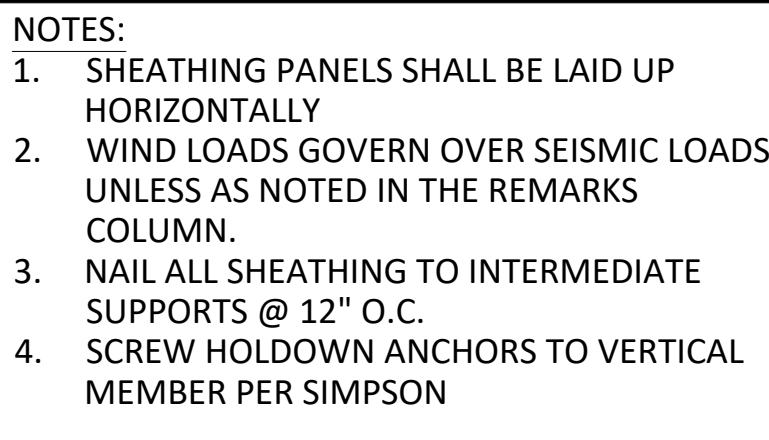 NOTES:
1. SHEATHING PANELS SHALL BE LAID UP
HORIZONTALLY
2. WIND LOADS GOVERN OVER SEISMIC LOADS
UNLESS AS NOTED IN THE REMARKS
COLUMN.
3. NAIL ALL SHEATHING TO INTERMEDIATE
SUPPORTS @ 12" O.C.
4. SCREW HOLDOWN ANCHORS TO VERTICAL
MEMBER PER SIMPSON